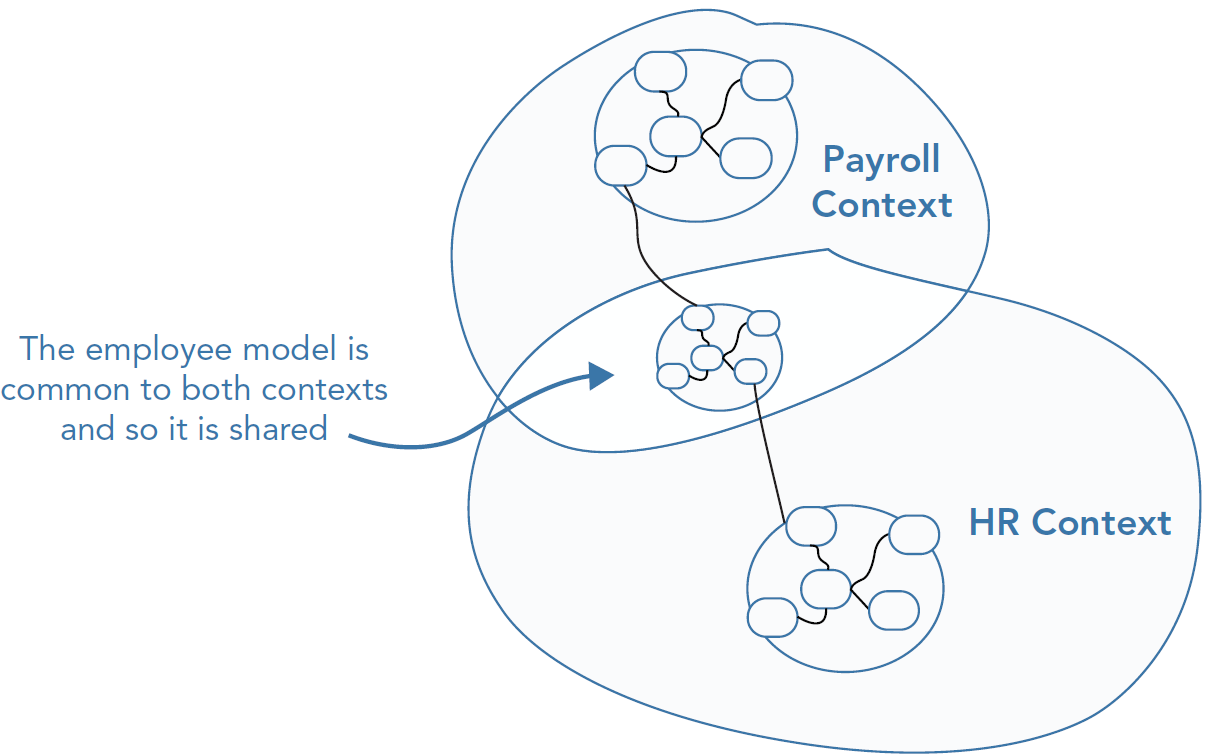 Payroll
Context
The employee model is
common to both contexts
and so it is shared
HR Context